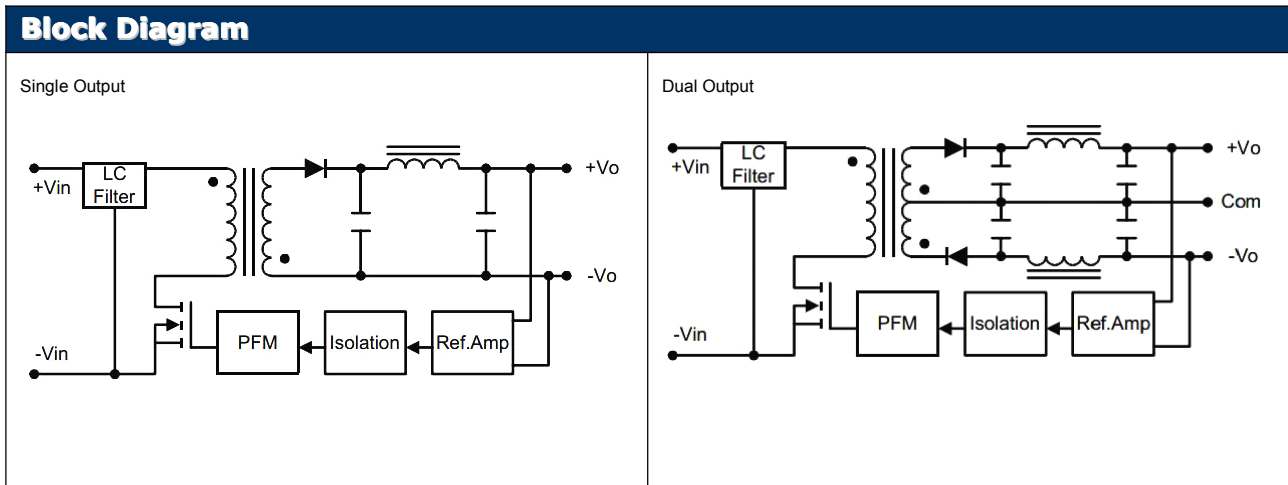 Block Diagram
Single Output
LC
Filter
+Vin
+Vo
-Vo
-Vin
PFM
Isolation
Ref.Amp
Dual Output
LC
Filter
+Vin
+Vo
Com
-Vo
-Vin
PFM
Isolation
Ref.Amp